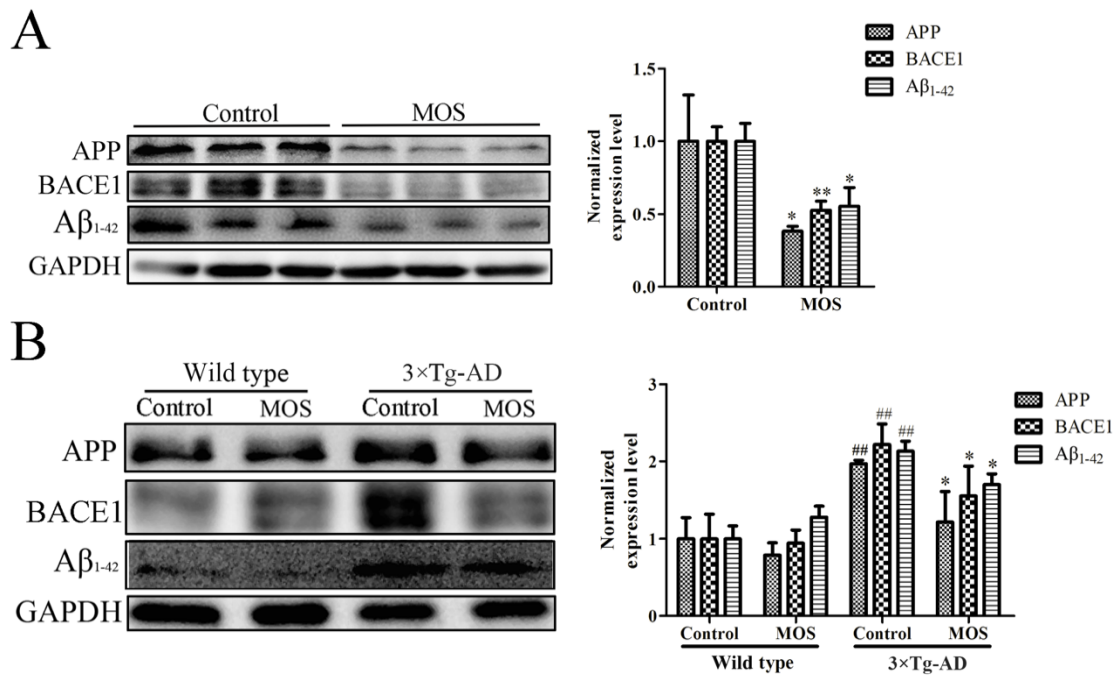 A
Control MOS
APP
BACE1
Aβ1-42
GAPDH
APP
BACE1
Aβ1-42
Normalized
expression level
1.5
1.0
0.5
0.0
* ** *
Control MOS
B
Wild type 3×Tg-AD
Control MOS Control MOS
APP
BACE1
Aβ1-42
GAPDH
APP
BACE1
Aβ1-42
Normalized
expression level
3
2
1
0
## ## ## * * *
Control MOS Control MOS
Wild type 3×Tg-AD